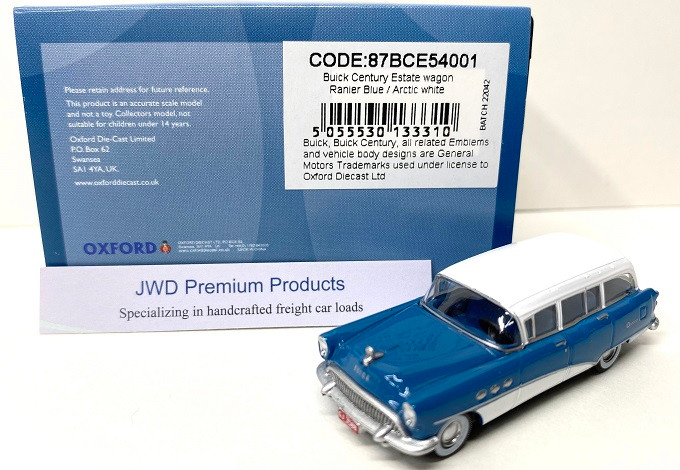 CODE:87BCE54001
Buick Century Estate wagon
Ranier Blue / Arctic white
5 055530 133310
BATCH 22042
Buick, Buick Century, all related Emblems
and vehicle body designs are General
Motors Trademarks used under license to
Oxford Diecast Ltd
Please retain address for future reference.
This product is an accurate scale model
and not a toy. Collectors model, not
suitable for children under 14 years.
Oxford Die-Cast Limited
P.O. Box 62
Swansea
SA1 4YA, UK.
www.oxforddiecast.co.uk
OXFORD
JWD Premium Products
Specializing in handcrafted freight car loads
BUICK